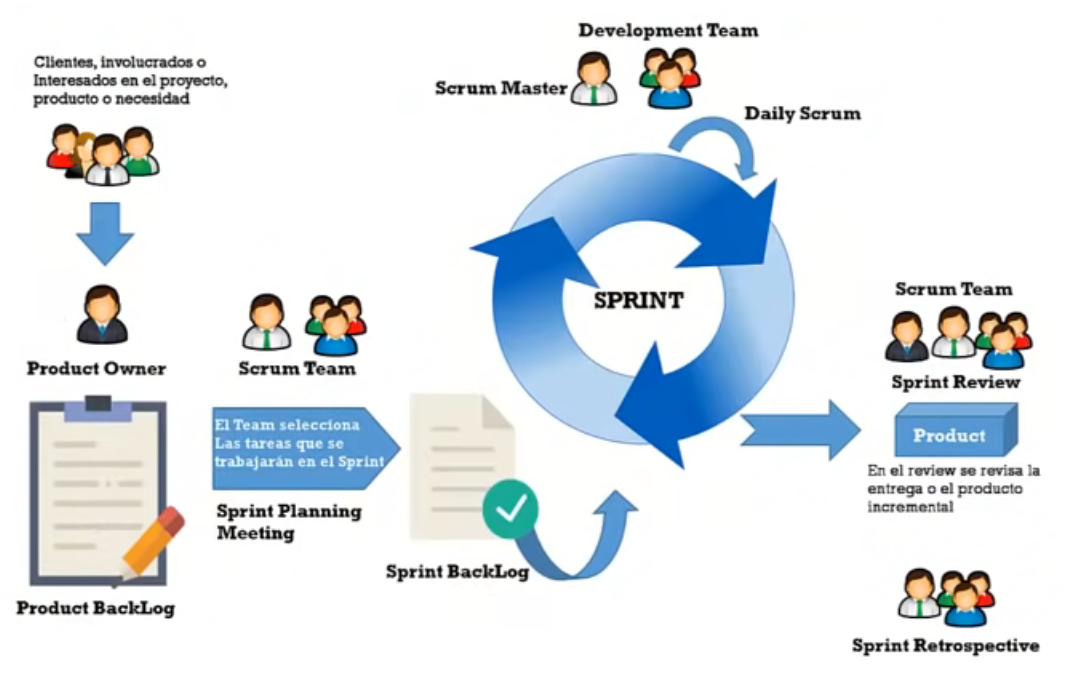 Clientes, involucrados o
Interesados en el proyecto,
producto o necesidad
Product Owner
Product BackLog
Scrum Team
El Team selecciona
Las tareas que se
trabajarán en el Sprint
Sprint Planning
Meeting
Sprint BackLog
Development Team
Scrum Master
Daily Scrum
SPRINT
Scrum Team
Sprint Review
Product
En el review se revisa la
entrega o el producto
incremental
Sprint Retrospective